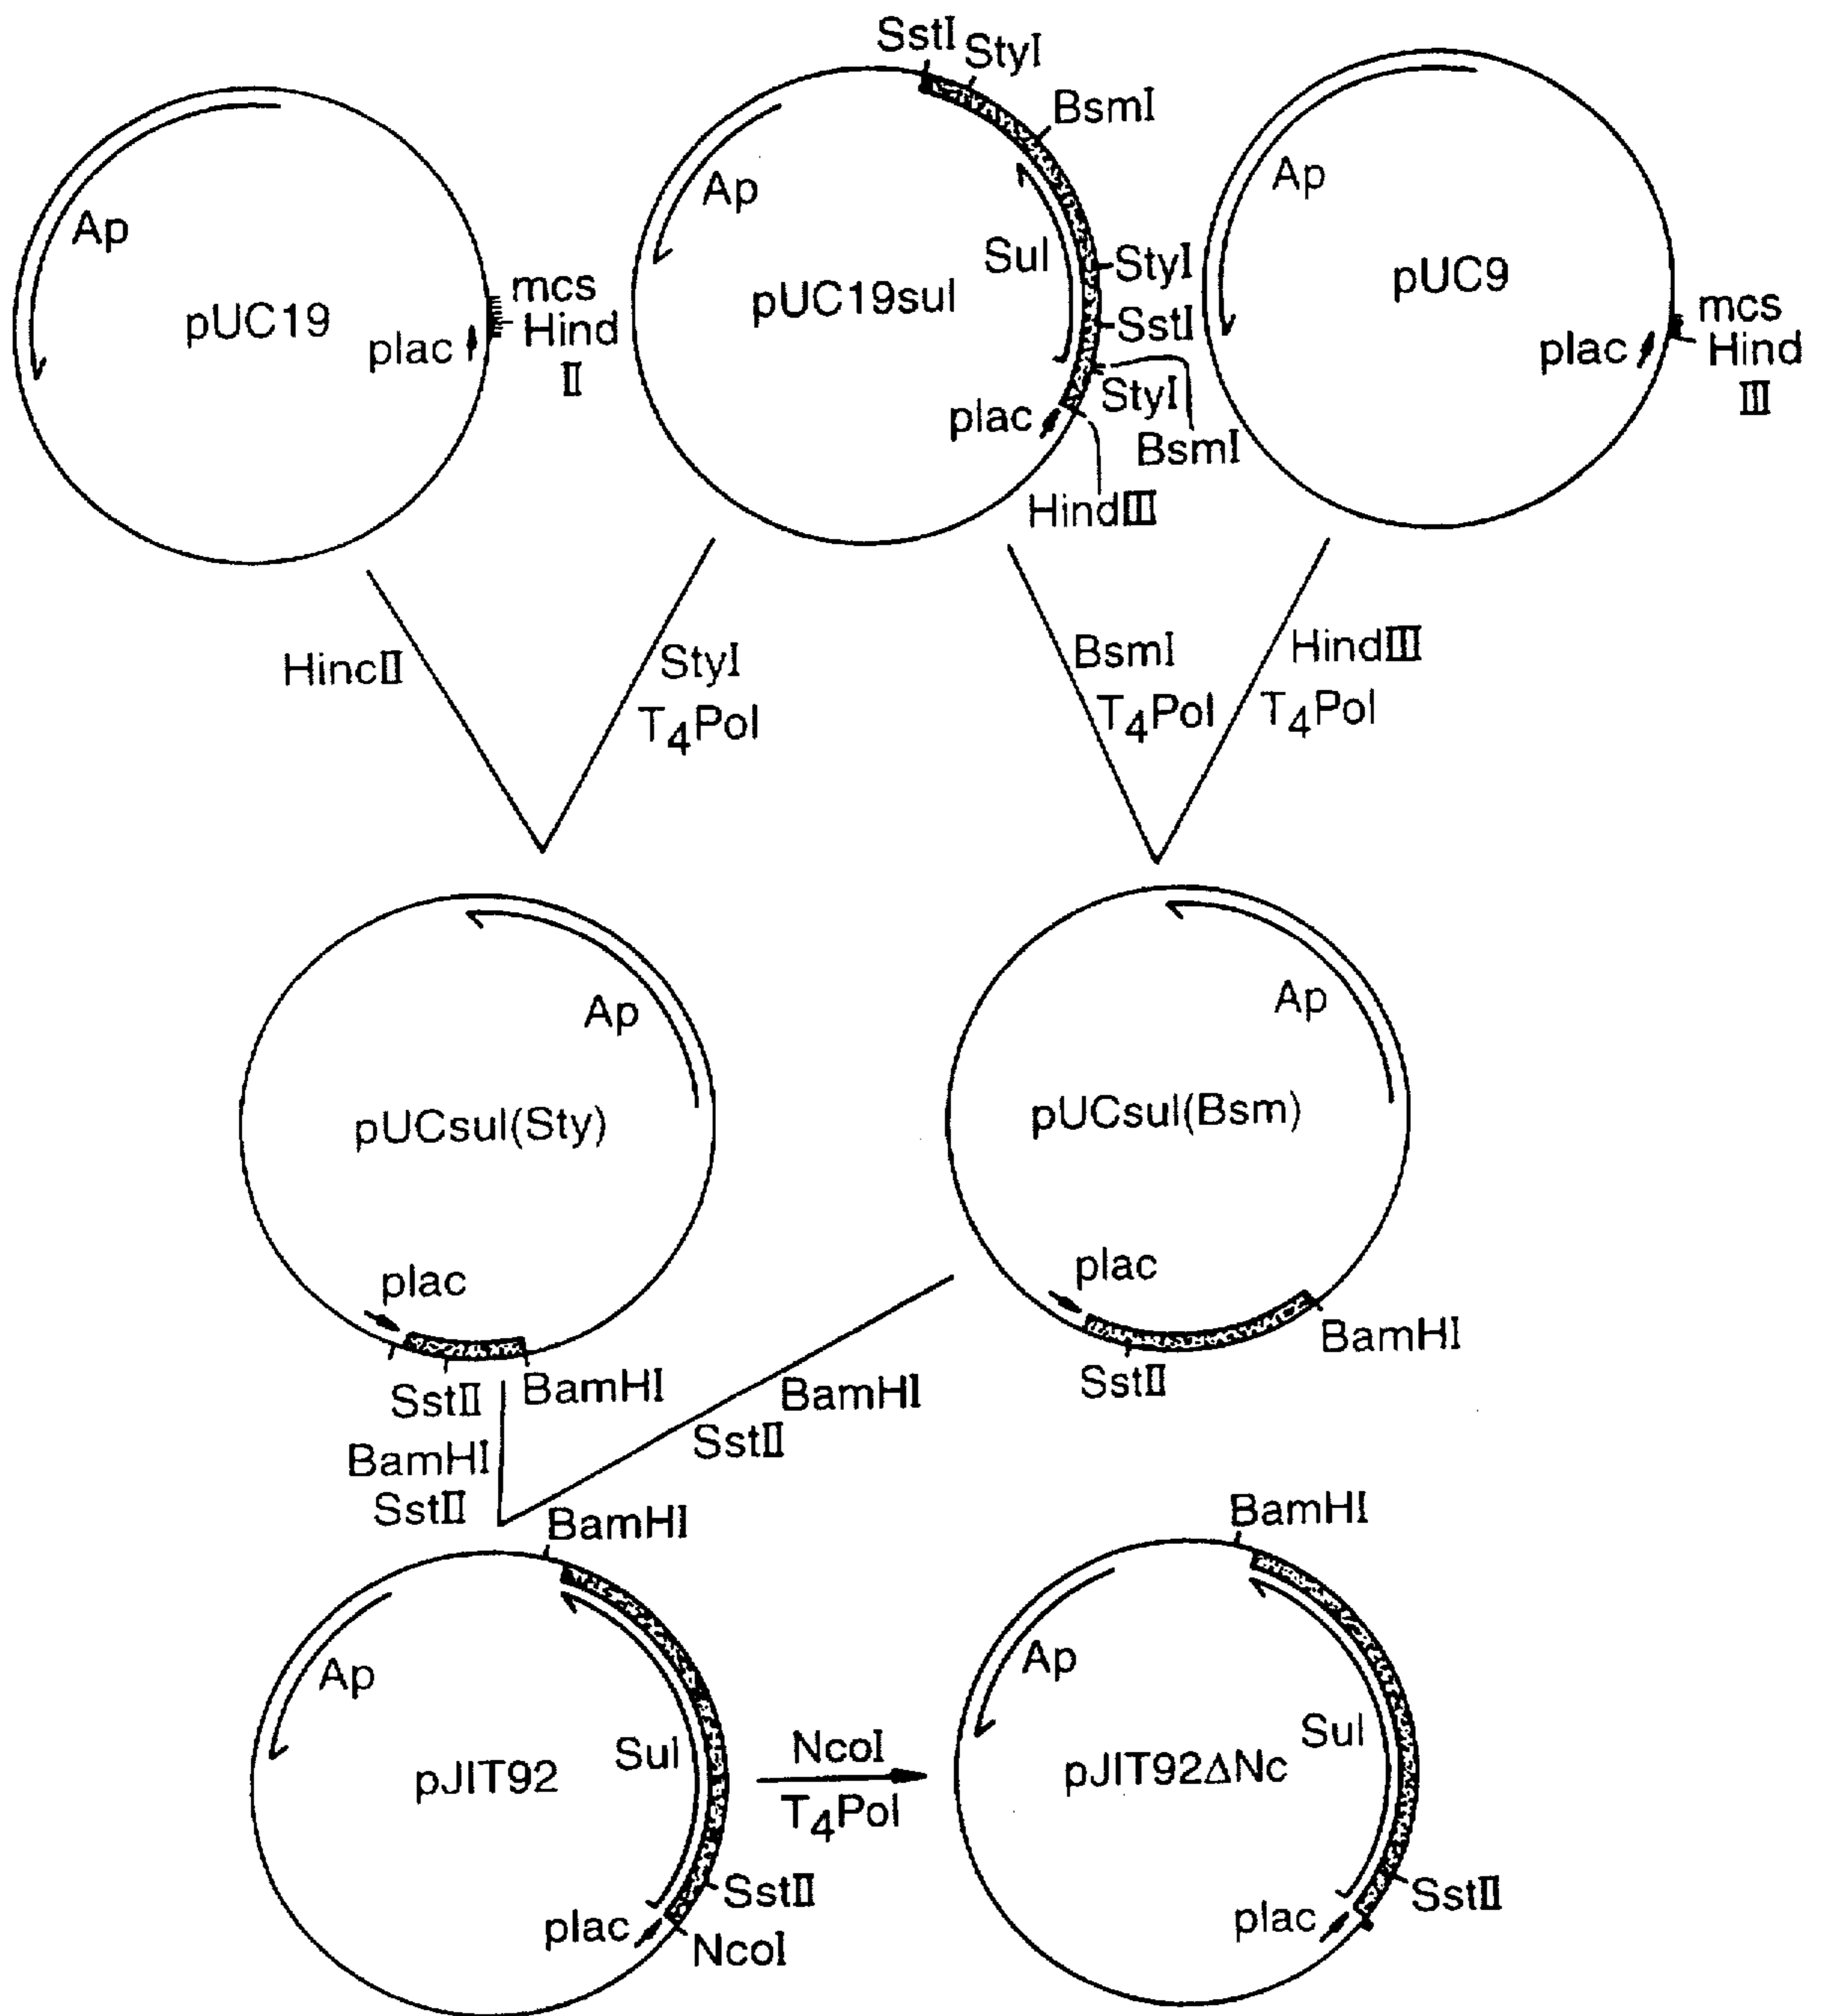 SstI
StyI
BsmI
Ap
pUC19
plac
mcs
Hind
II
Ap
pUC19sul
Sul
StyI
SstI
StyI
BsmI
plac
HindIII
Ap
pUC9
plac
mcs
Hind
III
HincII
StyI
T4Pol
BsmI
T4Pol
HindIII
T4Pol
Ap
pUCsul(Sty)
plac
SstII
BamHI
Ap
pUCsul(Bsm)
plac
SstII
BamHI
BamHI
SstII
BamHI
SstII
BamHI
Ap
pJIT92
Sul
plac
SstII
NcoI
NcoI
T4Pol
BamHI
Ap
pJIT92ΔNc
Sul
plac
SstII